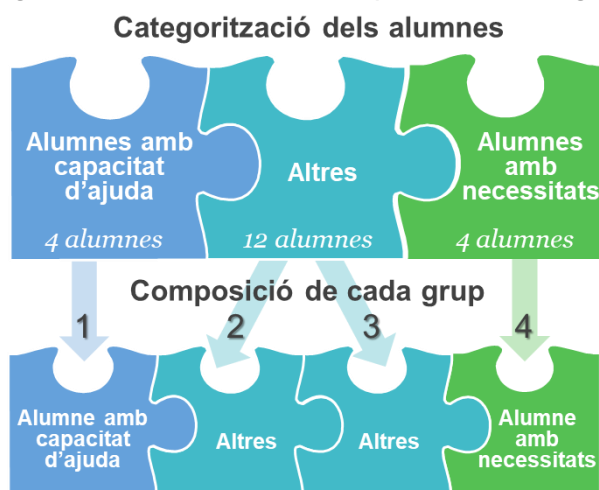 Categorització dels alumnes
Alumnes amb
capacitat
d'ajuda
4 alumnes
Altres
12 alumnes
Alumnes
amb
necessitats
4 alumnes
Composició de cada grup
1
2
3
4
Alumne amb
capacitat
d'ajuda
Altres
Altres
Alumne
amb
necessitats